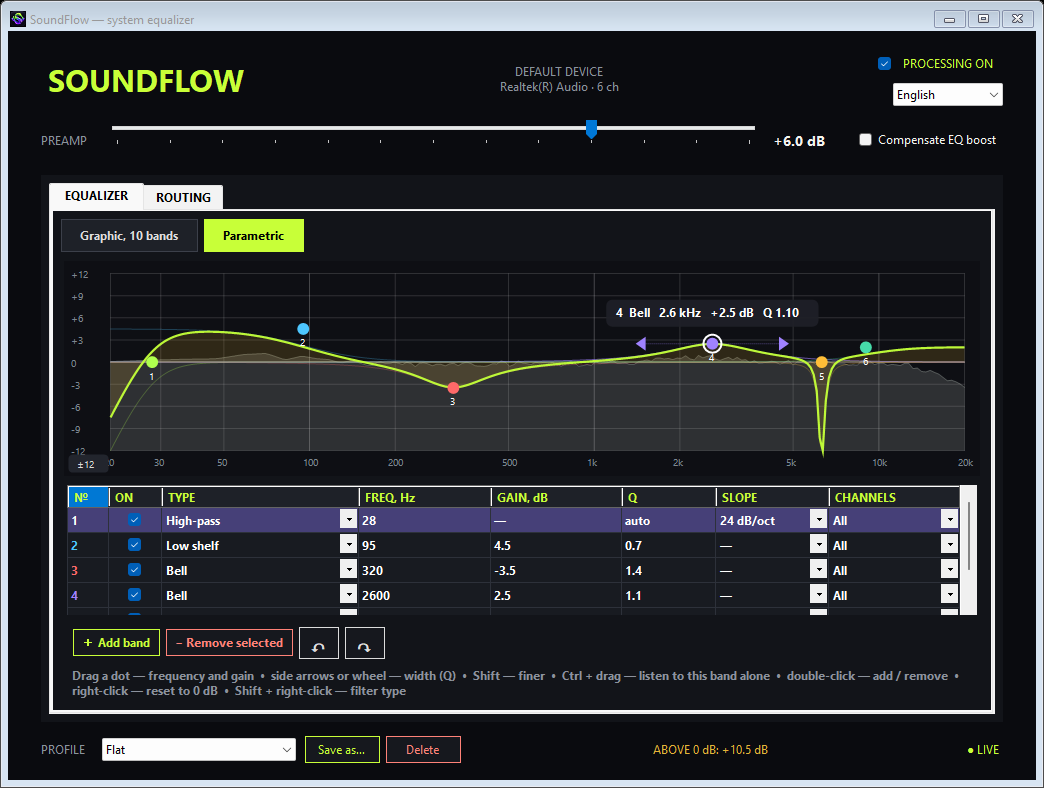 SoundFlow — system equalizer
SOUNDFLOW
DEFAULT DEVICE
Realtek(R) Audio · 6 ch
PROCESSING ON
English
PREAMP
+6.0 dB
Compensate EQ boost
EQUALIZER ROUTING
Graphic, 10 bands Parametric
+12
+9
+6
+3
0
-3
-6
-9
-12
4 Bell 2.6 kHz +2.5 dB Q 1.10
1 2 3 4 5 6
±12
0 30 50 100 200 500 1k 2k 5k 10k 20k
№ ON TYPE FREQ, Hz GAIN, dB Q SLOPE CHANNELS
1 High-pass 28 — auto 24 dB/oct All
2 Low shelf 95 4.5 0.7 — All
3 Bell 320 -3.5 1.4 — All
4 Bell 2600 2.5 1.1 — All
+ Add band – Remove selected
Drag a dot — frequency and gain • side arrows or wheel — width (Q) • Shift — finer • Ctrl + drag — listen to this band alone • double-click — add / remove •
right-click — reset to 0 dB • Shift + right-click — filter type
PROFILE Flat Save as... Delete
ABOVE 0 dB: +10.5 dB
● LIVE